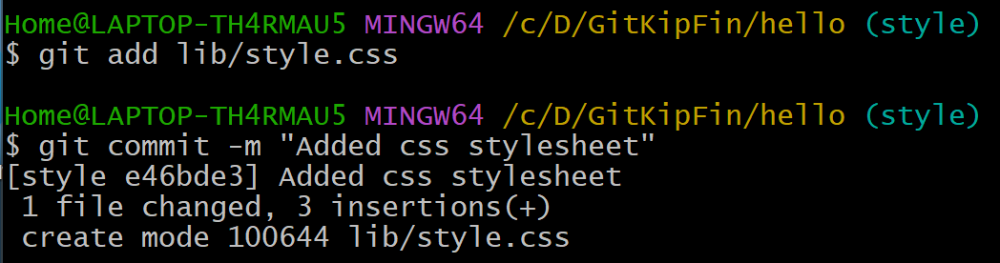 Home@LAPTOP-TH4RMAU5 MINGW64 /c/D/GitKipFin/hello (style)
$ git add lib/style.css
Home@LAPTOP-TH4RMAU5 MINGW64 /c/D/GitKipFin/hello (style)
$ git commit -m "Added css stylesheet"
[style e46bde3] Added css stylesheet
 1 file changed, 3 insertions(+)
 create mode 100644 lib/style.css